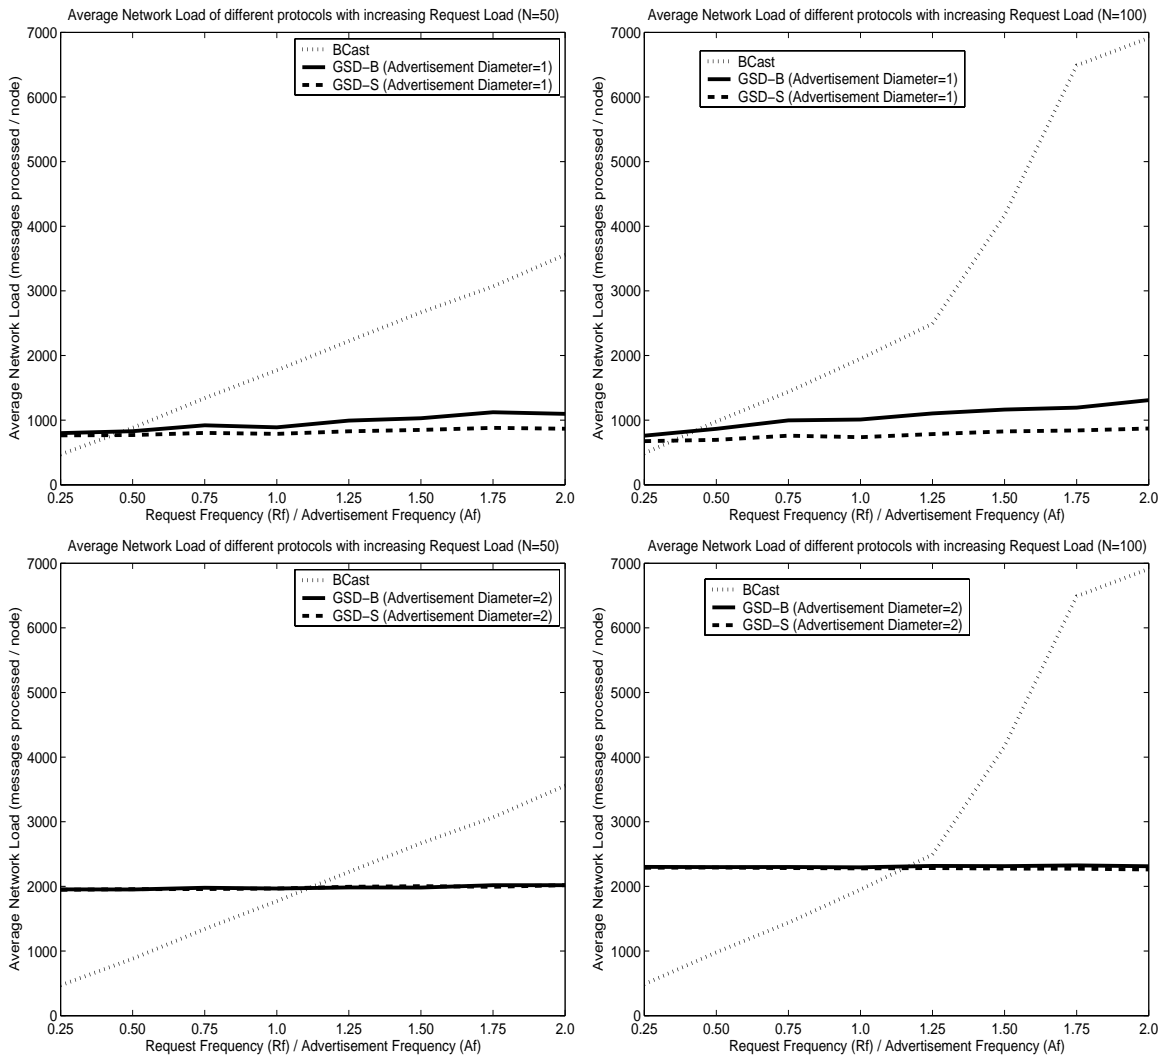 Average Network Load of different protocols with increasing Request Load (N=50)
BCast
GSD−B (Advertisement Diameter=1)
GSD−S (Advertisement Diameter=1)
Average Network Load (messages processed / node)
7000
6000
5000
4000
3000
2000
1000
0
0.25 0.50 0.75 1.0 1.25 1.50 1.75 2.0
Request Frequency (Rf) / Advertisement Frequency (Af)
Average Network Load of different protocols with increasing Request Load (N=100)
BCast
GSD−B (Advertisement Diameter=1)
GSD−S (Advertisement Diameter=1)
Average Network Load (messages processed / node)
7000
6000
5000
4000
3000
2000
1000
0
0.25 0.50 0.75 1.0 1.25 1.50 1.75 2.0
Request Frequency (Rf) / Advertisement Frequency (Af)
Average Network Load of different protocols with increasing Request Load (N=50)
BCast
GSD−B (Advertisement Diameter=2)
GSD−S (Advertisement Diameter=2)
Average Network Load (messages processed / node)
7000
6000
5000
4000
3000
2000
1000
0
0.25 0.50 0.75 1.0 1.25 1.50 1.75 2.0
Request Frequency (Rf) / Advertisement Frequency (Af)
Average Network Load of different protocols with increasing Request Load (N=100)
BCast
GSD−B (Advertisement Diameter=2)
GSD−S (Advertisement Diameter=2)
Average Network Load (messages processed / node)
7000
6000
5000
4000
3000
2000
1000
0
0.25 0.50 0.75 1.0 1.25 1.50 1.75 2.0
Request Frequency (Rf) / Advertisement Frequency (Af)